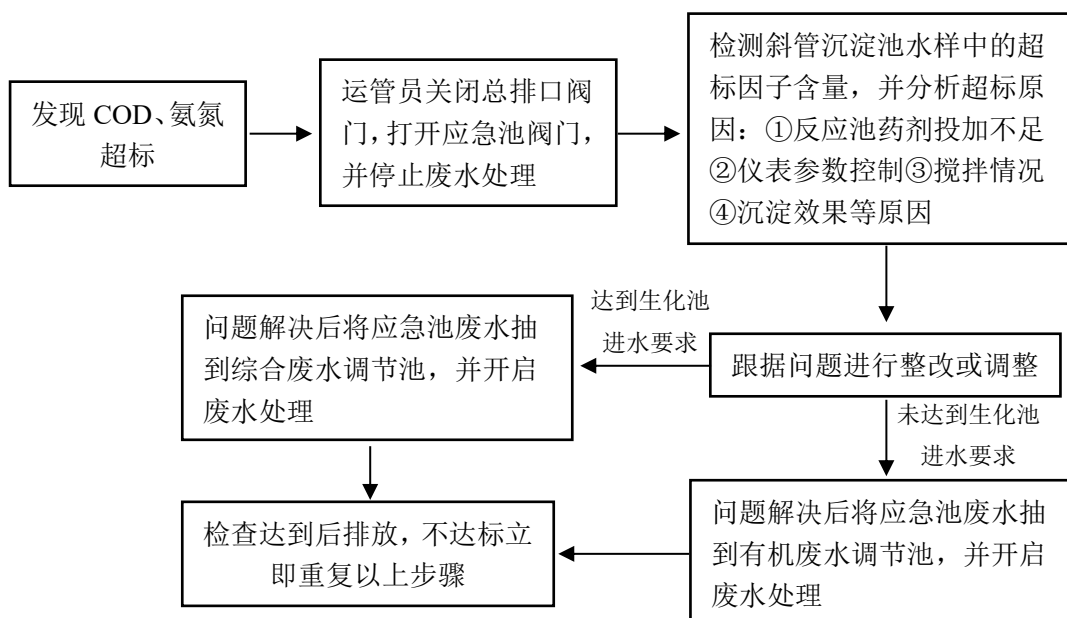 发现 COD、氨氮
超标
运管员关闭总排口阀
门，打开应急池阀门，
并停止废水处理
检测斜管沉淀池水样中的超
标因子含量，并分析超标原
因：①反应池药剂投加不足
②仪表参数控制③搅拌情况
④沉淀效果等原因
跟据问题进行整改或调整
达到生化池
进水要求
问题解决后将应急池废水抽
到综合废水调节池，并开启
废水处理
未达到生化池
进水要求
问题解决后将应急池废水抽
到有机废水调节池，并开启
废水处理
检查达到后排放，不达标立
即重复以上步骤